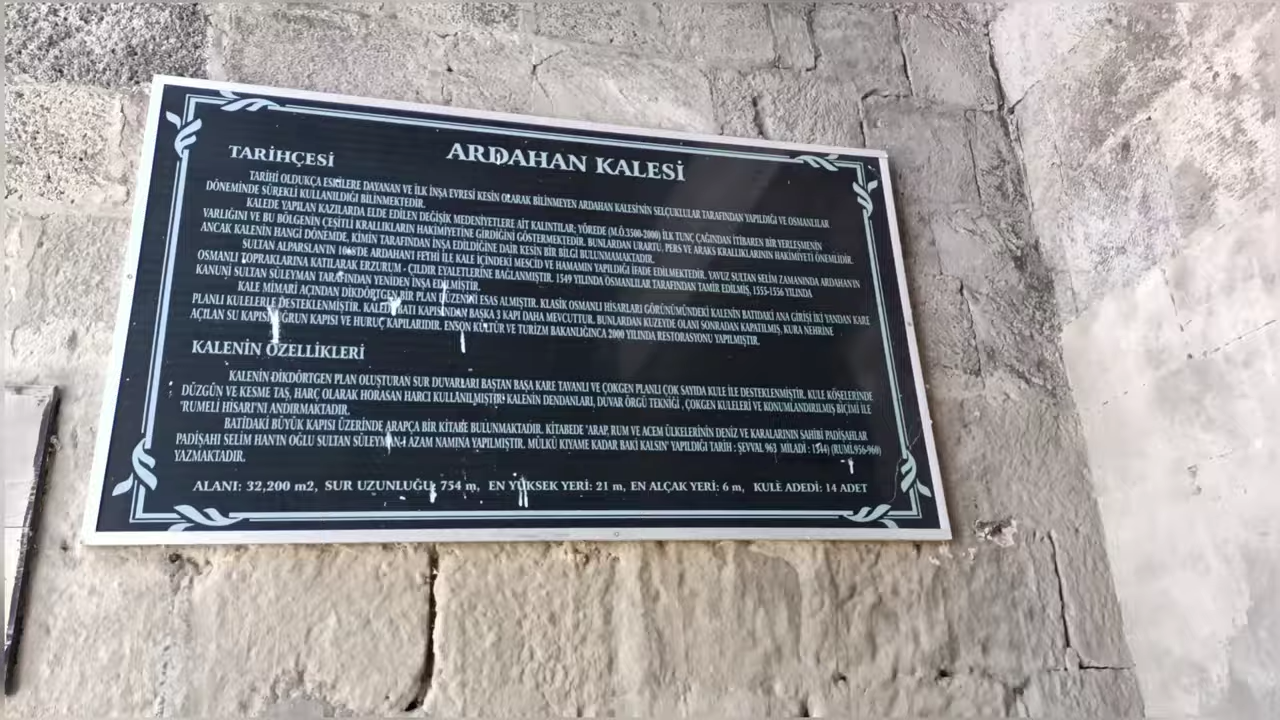 ARDAHAN KALESİ
TARİHÇESİ
TARİHİ OLDUKÇA ESKİLERE DAYANAN VE İLK İNŞA EVRESİ KESİN OLARAK BİLİNMEYEN ARDAHAN KALESİ'NİN SELÇUKLULAR TARAFINDAN YAPILDIĞI VE OSMANLILAR
DÖNEMİNDE SÜREKLİ KULLANILDIĞI BİLİNMEKTEDİR.
KALEDE YAPILAN KAZILARDA ELDE EDİLEN DEĞİŞİK MEDENİYETLERE AİT KALINTILAR; YÖREDE (M.Ö.3500-2000) İLK TUNÇ ÇAĞINDAN İTİBAREN BİR YERLEŞMENİN
VARLIĞINI VE BU BÖLGENİN ÇEŞİTLİ KRALLIKLARIN HAKİMİYETİNE GİRDİĞİNİ GÖSTERMEKTEDİR. BUNLARDAN URARTU, PERS VE ARAKS KRALLIKLARININ HAKİMİYETİ ÖNEMLİDİR.
ANCAK KALENİN HANGİ DÖNEMDE, KİMİN TARAFINDAN İNŞA EDİLDİĞİNE DAİR KESİN BİR BİLGİ BULUNMAMAKTADIR.
SULTAN ALPARSLANTIN 1068'DE ARDAHANI FETHİ İLE KALE İÇİNDEKİ MESCİD VE HAMAMIN YAPILDIĞI İFADE EDİLMEKTEDİR. YAVUZ SULTAN SELİM ZAMANINDA ARDAHAN'IN
OSMANLI TOPRAKLARINA KATILARAK ERZURUM - ÇILDIR EYALETLERİNE BAĞLANMIŞTIR. 1549 YILINDA OSMANLILAR TARAFINDAN TAMİR EDİLMİŞ, 1555-1556 YILINDA
KANUNİ SULTAN SÜLEYMAN TARAFINDAN YENİDEN İNŞA EDİLMİŞTİR.
KALE MİMARİ AÇINDAN DİKDÖRTGEN BİR PLAN DÜZENİNİ ESAS ALMIŞTIR. KLASİK OSMANLI HİSARLARI GÖRÜNÜMÜNDEKİ KALENİN BATIDAKİ ANA GİRİŞİ İKİ YANDAN KARE
PLANLI KULELERLE DESTEKLENMİŞTİR. KALEDE BATI KAPISINDAN BAŞKA 3 KAPI DAHA MEVCUTTUR. BUNLARDAN KUZEYDE OLANI SONRADAN KAPATILMIŞ, KURA NEHRİNE
AÇILAN SU KAPISI, UĞRUN KAPISI VE HURUÇ KAPILARIDIR. ENSON KÜLTÜR VE TURİZM BAKANLIĞINCA 2000 YILINDA RESTORASYONU YAPILMIŞTIR.
KALENİN ÖZELLİKLERİ
KALENİN DİKDÖRTGEN PLAN OLUŞTURAN SUR DUVARLARI BAŞTAN BAŞA KARE TAVANLI VE ÇOKGEN PLANLI ÇOK SAYIDA KULE İLE DESTEKLENMİŞTİR. KULE KÖŞELERİNDE
DÜZGÜN VE KESME TAŞ, HARÇ OLARAK HORASAN HARCI KULLANILMIŞTIR. KALENİN DENDANLARI, DUVAR ÖRGÜ TEKNİĞİ , ÇOKGEN KULELERİ VE KONUMLANDIRILMIŞ BİÇİMİ İLE
"RUMELİ HİSARI"NI ANDIRMAKTADIR.
BATIDAKİ BÜYÜK KAPISI ÜZERİNDE ARAPÇA BİR KİTABE BULUNMAKTADIR. KİTABEDE "ARAP, RUM VE ACEM ÜLKELERİNİN DENİZ VE KARALARININ SAHİBİ PADİŞAHLAR
PADİŞAHI SELİM HAN'IN OĞLU SULTAN SÜLEYMAN-I AZAM NAMINA YAPILMIŞTIR. MÜLKÜ KIYAME KADAR BAKİ KALSIN" YAPILDIĞI TARİH : ŞEVVAL 963 MİLADİ : 1544) (RUMİ.956-960)
YAZMAKTADIR.
ALANI: 32,200 m2, SUR UZUNLUĞU: 754 m, EN YÜKSEK YERİ: 21 m, EN ALÇAK YERİ: 6 m, KULE ADEDİ: 14 ADET